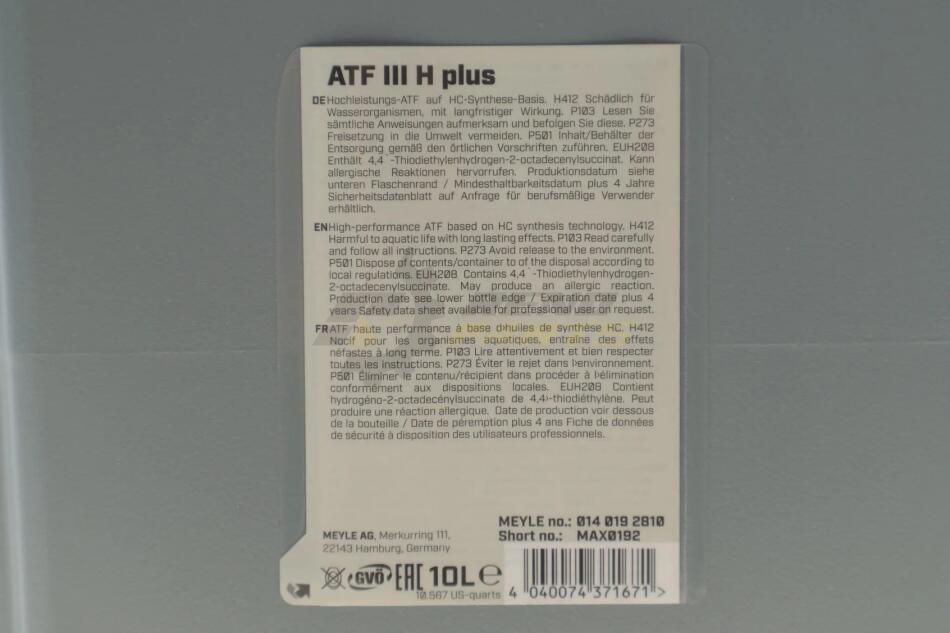 ATF III H plus
DE Hochleistungs-ATF auf HC-Synthese-Basis. H412 Schädlich für
Wasserorganismen, mit langfristiger Wirkung. P103 Lesen Sie
sämtliche Anweisungen aufmerksam und befolgen Sie diese. P273
Freisetzung in die Umwelt vermeiden. P501 Inhalt/Behälter der
Entsorgung gemäß den örtlichen Vorschriften zuführen. EUH208
Enthält 4,4 -Thiodiethylenhydrogen-2-octadecenylsuccinat. Kann
allergische Reaktionen hervorrufen. Produktionsdatum siehe
unteren Flaschenrand / Mindesthaltbarkeitsdatum plus 4 Jahre
Sicherheitsdatenblatt auf Anfrage für berufsmäßige Verwender
erhältlich.
EN High-performance ATF based on HC synthesis technology. H412
Harmful to aquatic life with long lasting effects. P103 Read carefully
and follow all instructions. P273 Avoid release to the environment.
P501 Dispose of contents/container to of the disposal according to
local regulations. EUH208 Contains 4,4 -Thiodiethylenhydrogen-
2-octadecenylsuccinate. May produce an allergic reaction.
Production date see lower bottle edge / Expiration date plus 4
years Safety data sheet available for professional user on request.
FR ATF haute performance à base d›huiles de synthèse HC. H412
Nocif pour les organismes aquatiques, entraîne des effets
néfastes à long terme. P103 Lire attentivement et bien respecter
toutes les instructions. P273 Éviter le rejet dans l›environnement.
P501 Éliminer le contenu/récipient dans procéder à l›élimination
conformément aux dispositions locales. EUH208 Contient
hydrogéno-2-octadecénylsuccinate de 4,4›-thiodiéthylène. Peut
produire une réaction allergique. Date de production voir dessous
de la bouteille / Date de péremption plus 4 ans Fiche de données
de sécurité à disposition des utilisateurs professionnels.
MEYLE no.: 014 019 2810
Short no.: MAX0192
MEYLE AG, Merkurring 111,
22143 Hamburg, Germany
GVÖ EAC 10L e
10.567 US-quarts
4 040074 371671 >